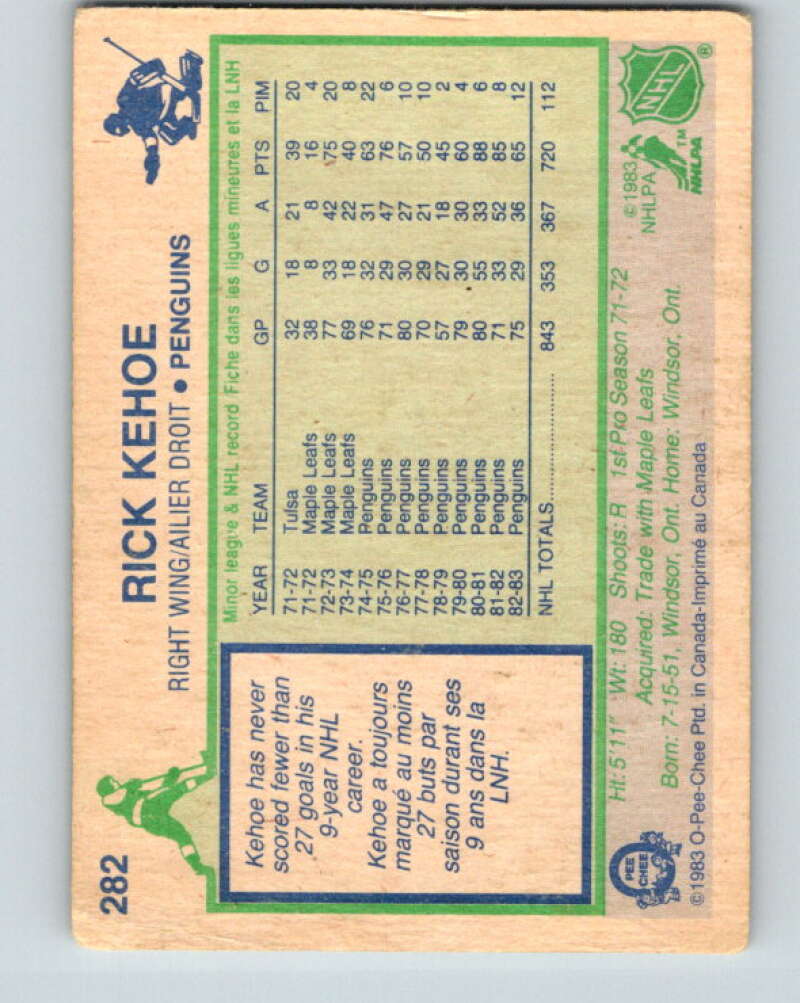 282
RICK KEHOE
RIGHT WING/AILIER DROIT • PENGUINS
Kehoe has never
scored fewer than
27 goals in his
9-year NHL
career.
Kehoe a toujours
marqué au moins
27 buts par
saison durant ses
9 ans dans la
LNH.
Minor league & NHL record Fiche dans les ligues mineures et la LNH
YEAR TEAM GP G A PTS PIM
71-72 Tulsa 32 18 21 39 20
71-72 Maple Leafs 38 8 8 16 4
72-73 Maple Leafs 77 33 42 75 20
73-74 Maple Leafs 69 18 22 40 8
74-75 Penguins 76 32 31 63 22
75-76 Penguins 71 29 47 76 6
76-77 Penguins 80 30 27 57 10
77-78 Penguins 70 29 21 50 10
78-79 Penguins 57 27 18 45 2
79-80 Penguins 79 30 30 60 4
80-81 Penguins 80 55 33 88 6
81-82 Penguins 71 33 52 85 8
82-83 Penguins 75 29 36 65 12
NHL TOTALS.................... 843 353 367 720 112
Ht: 5'11" Wt: 180 Shoots: R 1st Pro Season 71-72
Acquired: Trade with Maple Leafs
Born: 7-15-51, Windsor, Ont. Home: Windsor, Ont.
©1983 O-Pee-Chee Ptd. in Canada-Imprimé au Canada
O PEE CHEE
©1983
NHLPA
NHL ®
NHLPA ™